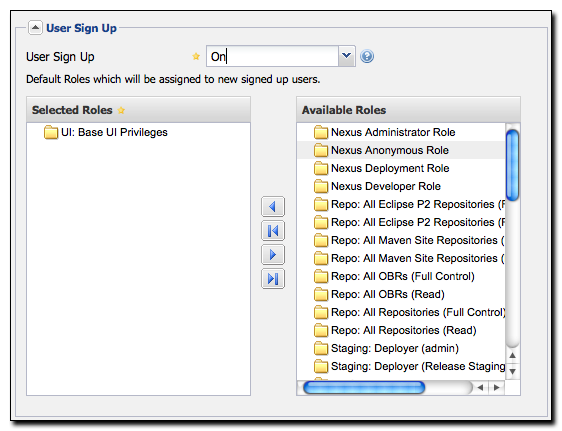 User Sign Up
User Sign Up On
Default Roles which will be assigned to new signed up users.
Selected Roles
UI: Base UI Privileges
Available Roles
Nexus Administrator Role
Nexus Anonymous Role
Nexus Deployment Role
Nexus Developer Role
Repo: All Eclipse P2 Repositories (
Repo: All Eclipse P2 Repositories (
Repo: All Maven Site Repositories (
Repo: All Maven Site Repositories (
Repo: All OBRs (Full Control)
Repo: All OBRs (Read)
Repo: All Repositories (Full Control)
Repo: All Repositories (Read)
Staging: Deployer (admin)
Staging: Deployer (Release Staging